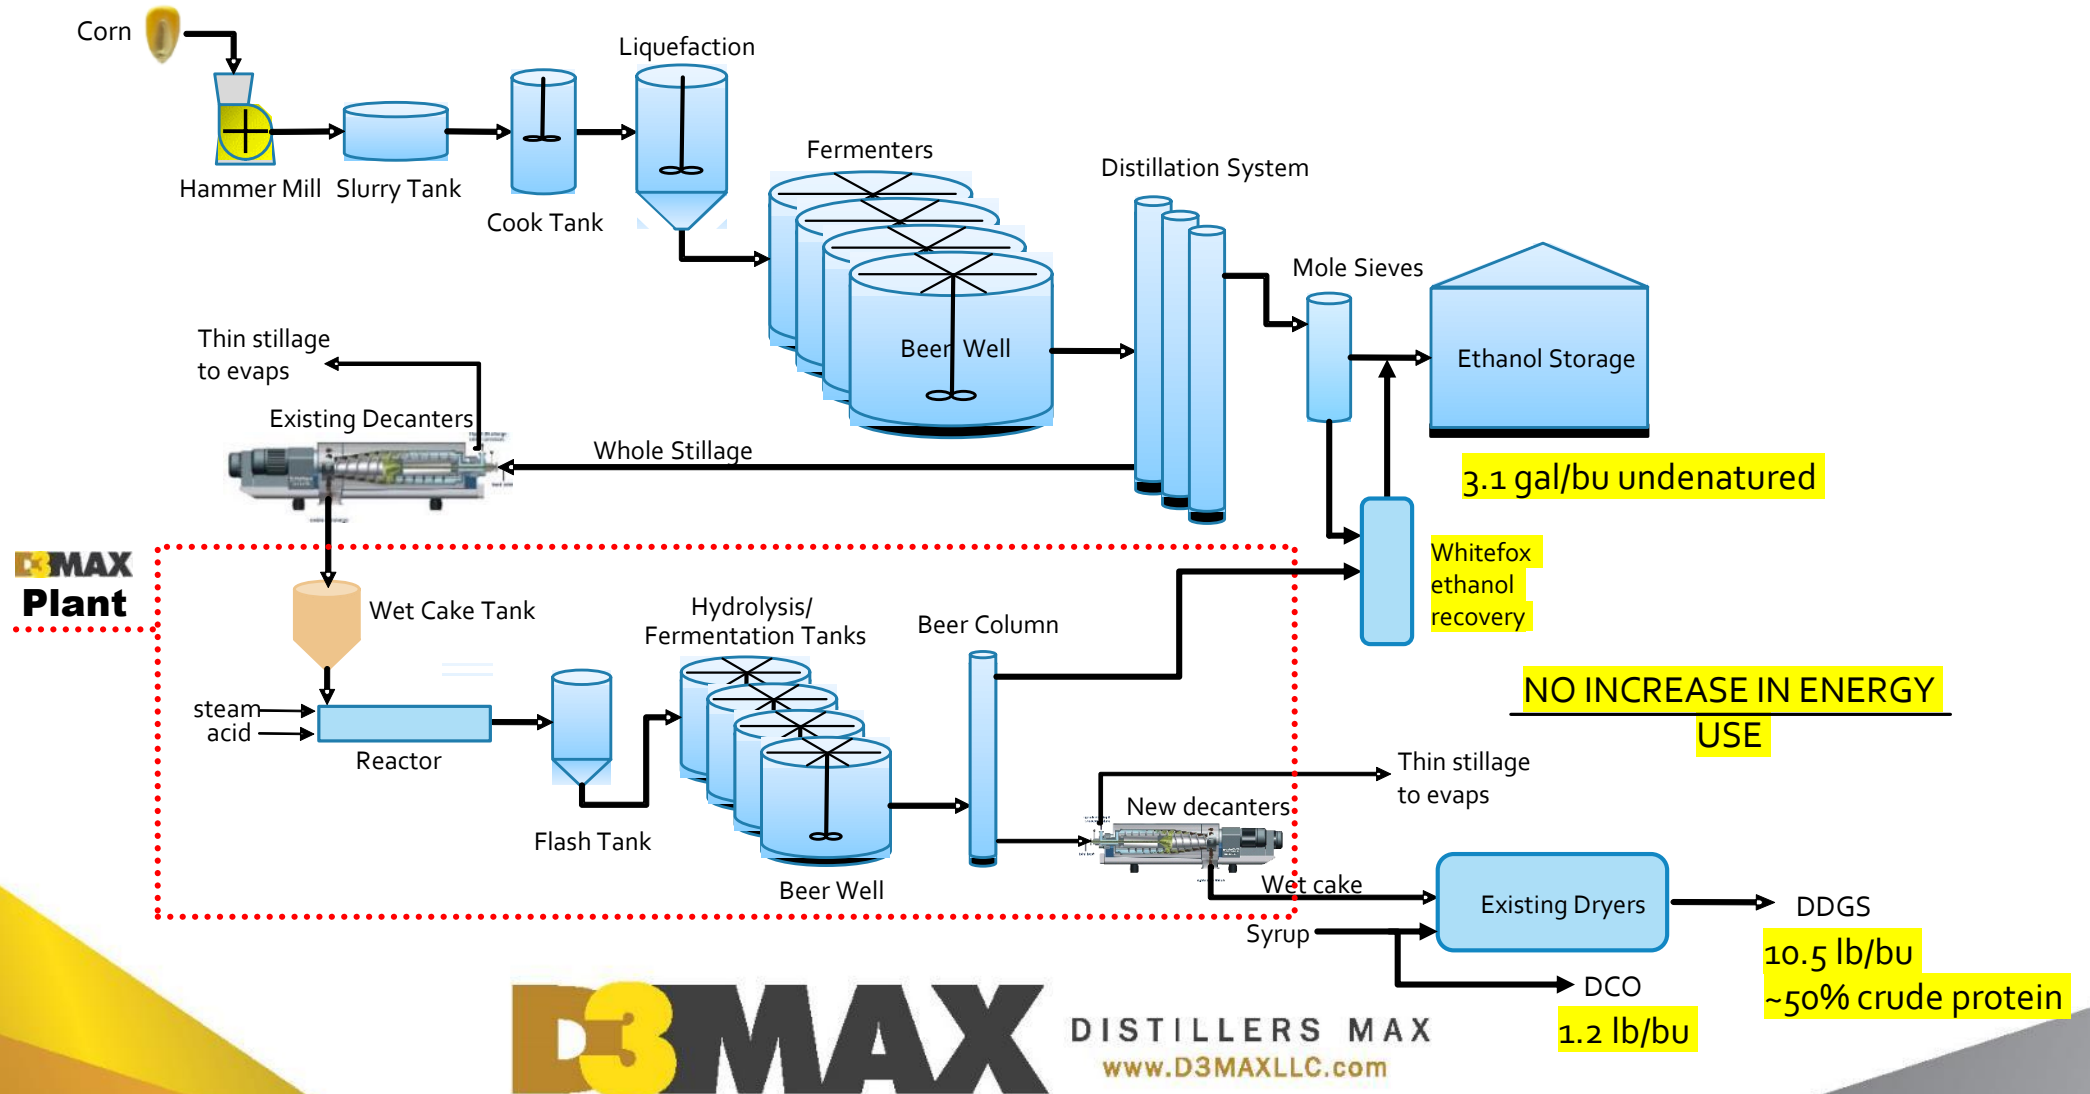 Corn
Hammer Mill
Slurry Tank
Cook Tank
Liquefaction
Fermenters
Beer Well
Distillation System
Mole Sieves
Ethanol Storage
3.1 gal/bu undenatured
Thin stillage
to evaps
Existing Decanters
Whole Stillage
Whitefox
ethanol
recovery
D3MAX
Plant
Wet Cake Tank
steam
acid
Reactor
Flash Tank
Hydrolysis/
Fermentation Tanks
Beer Well
Beer Column
NO INCREASE IN ENERGY
USE
Thin stillage
to evaps
New decanters
Wet cake
Syrup
Existing Dryers
DDGS
10.5 lb/bu
~50% crude protein
DCO
1.2 lb/bu
D3MAX
DISTILLERS MAX
www.D3MAXLLC.com